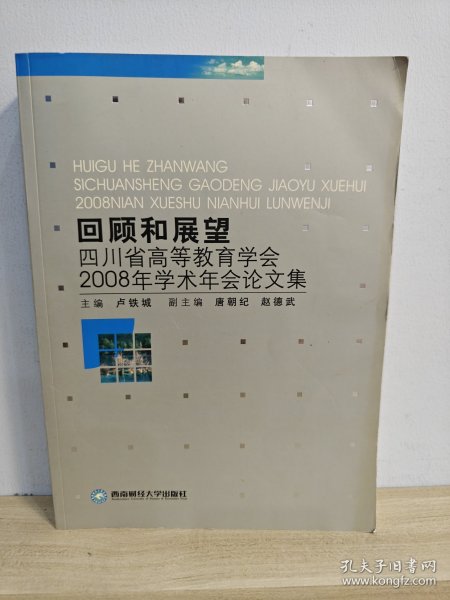 HUIGU HE ZHANWANG
SICHUANSHENG GAODENG JIAOYU XUEHUI
2008NIAN XUESHU NIANHUI LUNWENJI
回顾和展望
四川省高等教育学会
2008年学术年会论文集
主编 卢铁城 副主编 唐朝纪 赵德武
西南财经大学出版社
孔夫子旧书网
www.kongfz.com